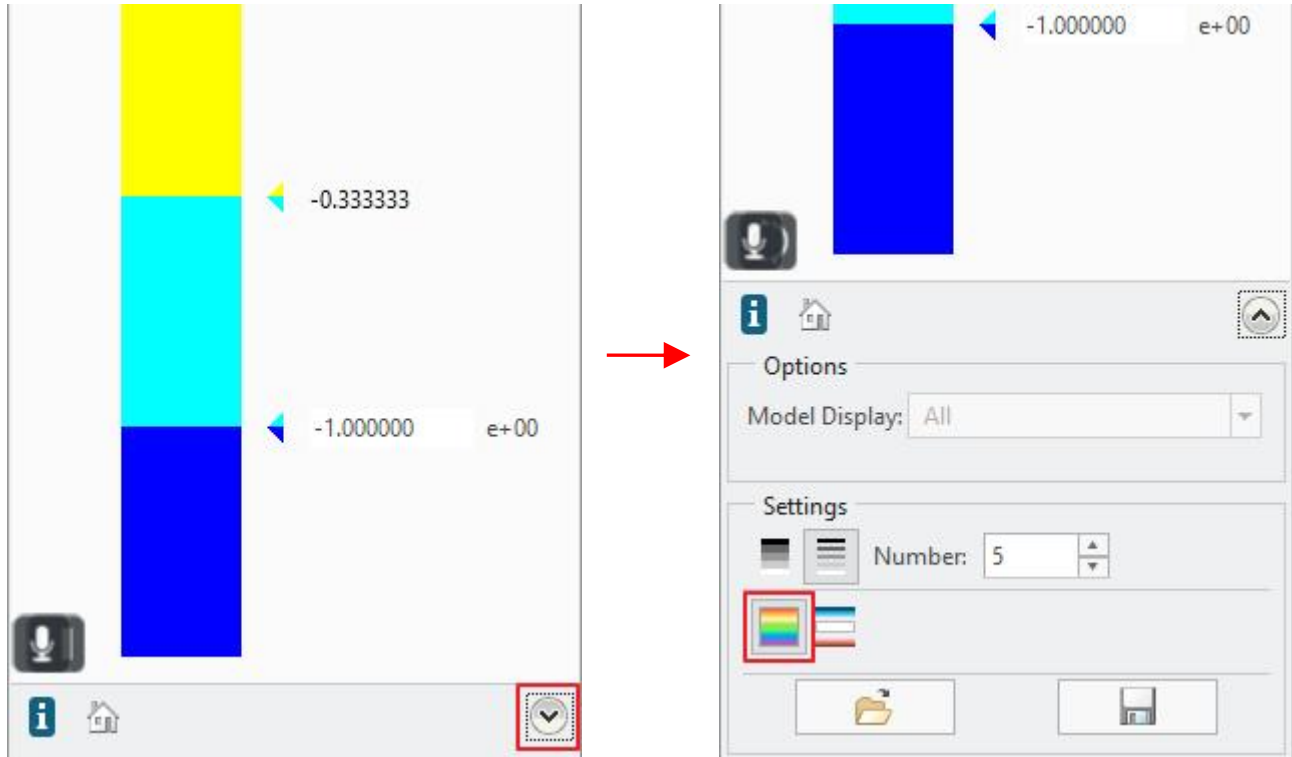 -0.333333
-1.000000 e+00
i
-1.000000 e+00
i
Options
Model Display: All
Settings
Number: 5